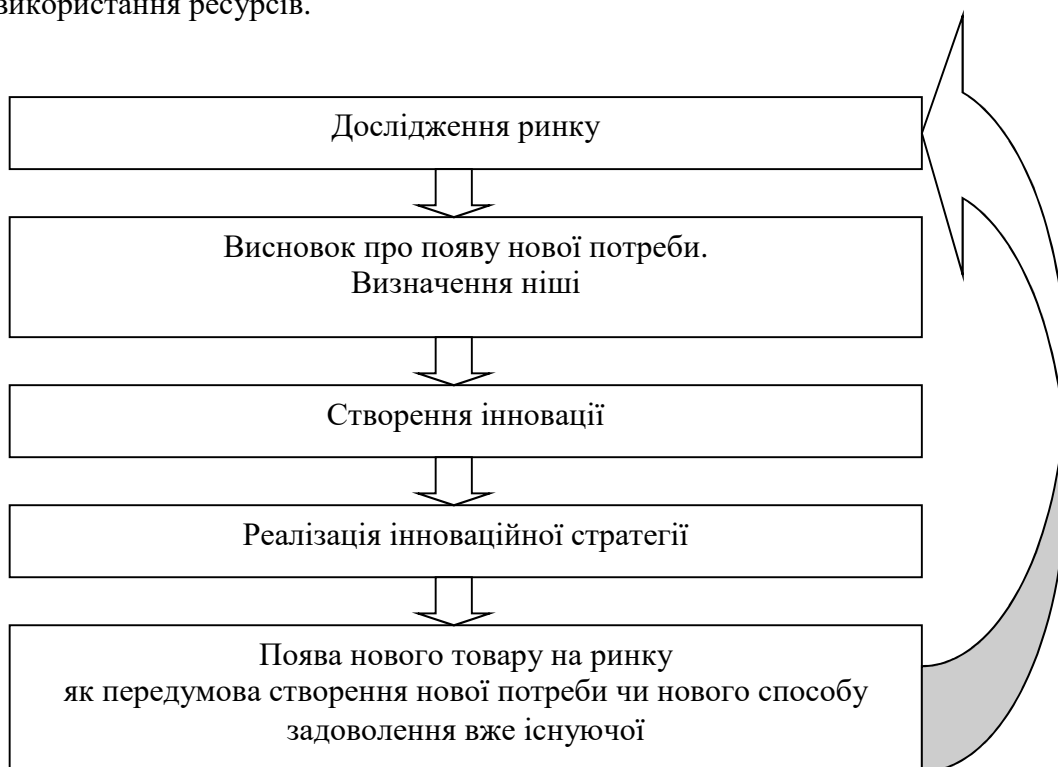 використання ресурсів.
Дослідження ринку
Висновок про появу нової потреби.
Визначення ніші
Створення інновації
Реалізація інноваційної стратегії
Поява нового товару на ринку
як передумова створення нової потреби чи нового способу
задоволення вже існуючої